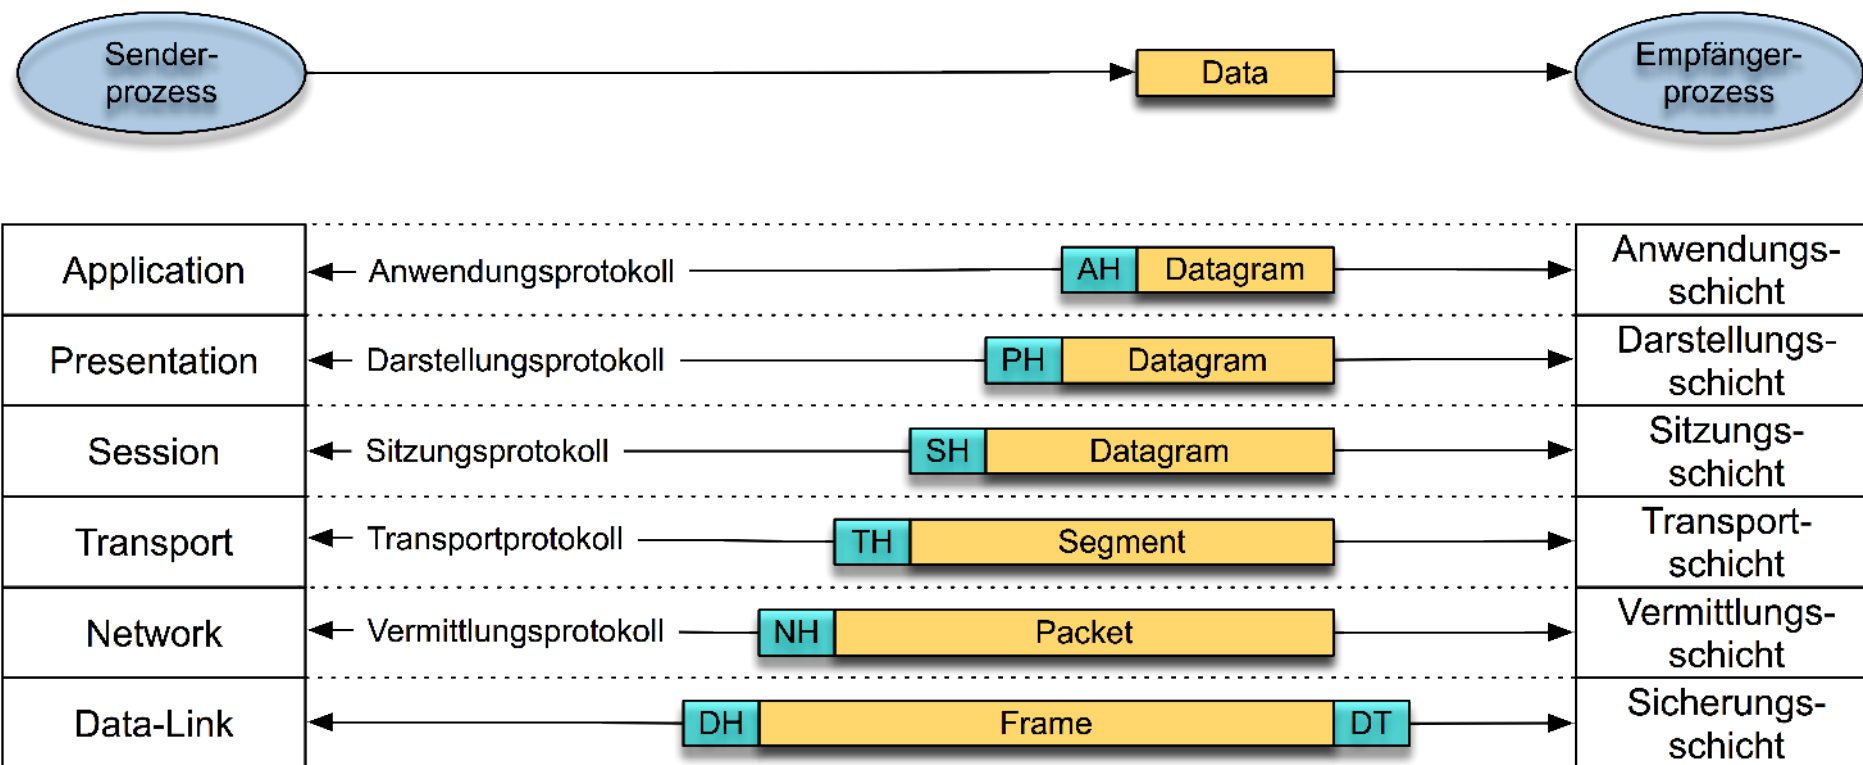 Sender-
prozess
Data
Empfänger-
prozess
Application
Anwendungsprotokoll
AH
Datagram
Anwendungs-
schicht
Presentation
Darstellungsprotokoll
PH
Datagram
Darstellungs-
schicht
Session
Sitzungsprotokoll
SH
Datagram
Sitzungs-
schicht
Transport
Transportprotokoll
TH
Segment
Transport-
schicht
Network
Vermittlungsprotokoll
NH
Packet
Vermittlungs-
schicht
Data-Link
DH
Frame
DT
Sicherungs-
schicht